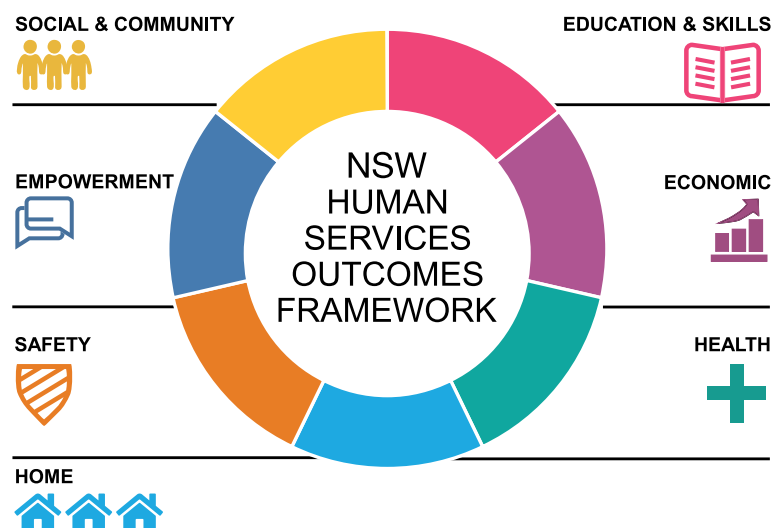 SOCIAL & COMMUNITY
EDUCATION & SKILLS
EMPOWERMENT
ECONOMIC
NSW
HUMAN
SERVICES
OUTCOMES
FRAMEWORK
SAFETY
HEALTH
HOME